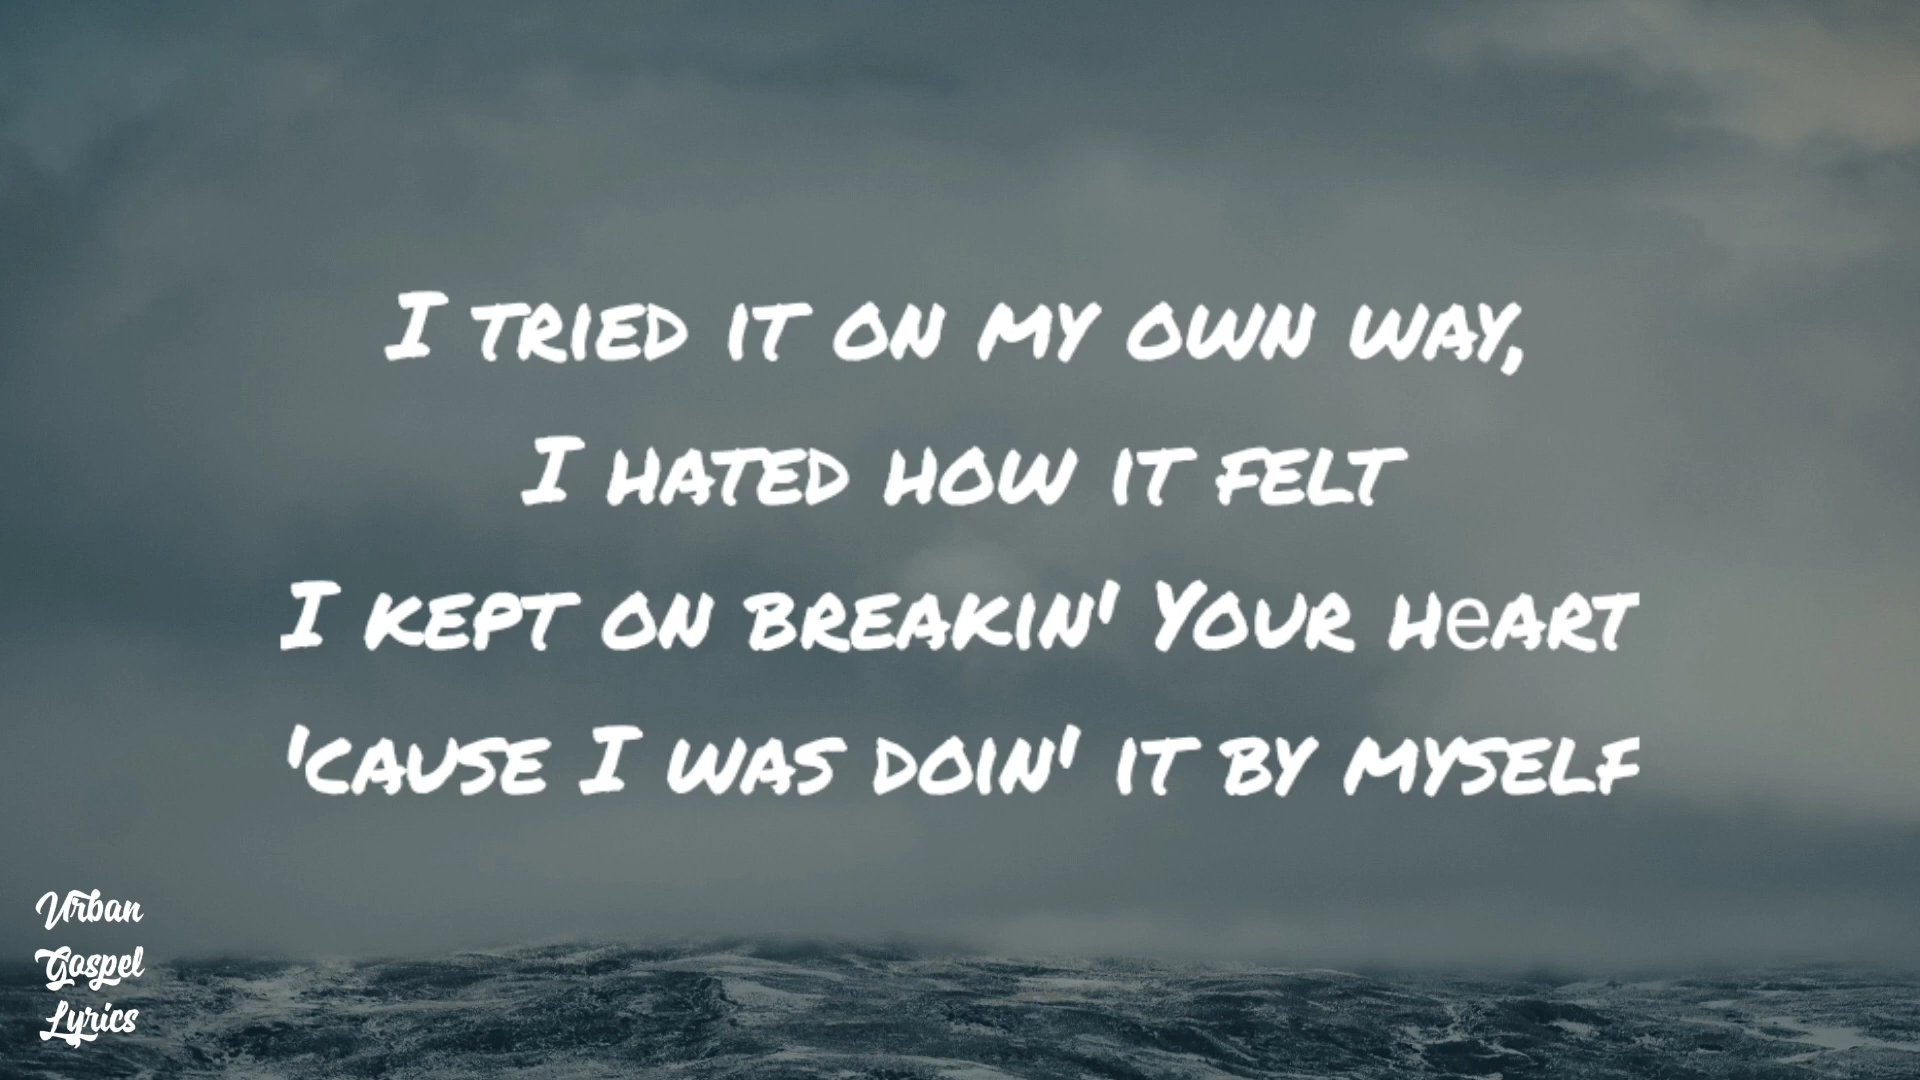 I TRIED IT ON MY OWN WAY,
I HATED HOW IT FELT
I KEPT ON BREAKIN' YOUR HeART
'CAUSE I WAS DOIN' IT BY MYSELF
Urban
Gospel
Lyrics